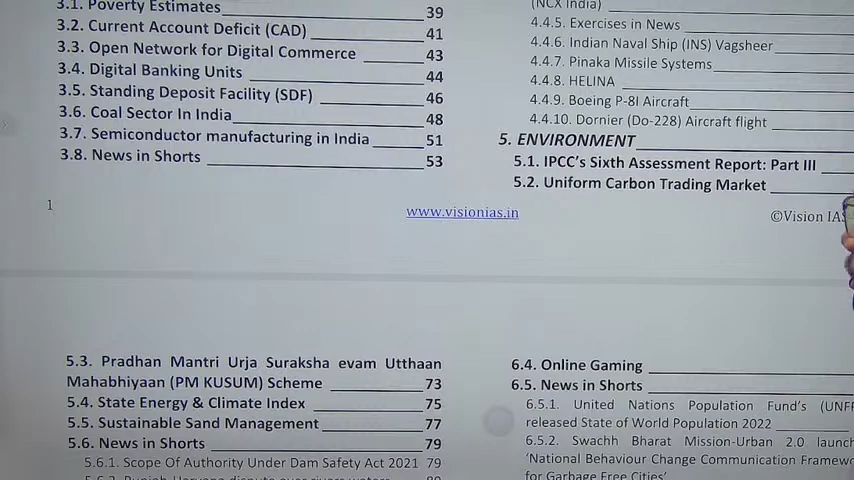 3.1. Poverty Estimates 39
3.2. Current Account Deficit (CAD) 41
3.3. Open Network for Digital Commerce 43
3.4. Digital Banking Units 44
3.5. Standing Deposit Facility (SDF) 46
3.6. Coal Sector In India 48
3.7. Semiconductor manufacturing in India 51
3.8. News in Shorts 53
(NCX India)
4.4.5. Exercises in News
4.4.6. Indian Naval Ship (INS) Vagsheer
4.4.7. Pinaka Missile Systems
4.4.8. HELINA
4.4.9. Boeing P-8I Aircraft
4.4.10. Dornier (Do-228) Aircraft flight
5. ENVIRONMENT
5.1. IPCC's Sixth Assessment Report: Part III
5.2. Uniform Carbon Trading Market
1
www.visionias.in
©Vision IAS
5.3. Pradhan Mantri Urja Suraksha evam Utthaan
Mahabhiyaan (PM KUSUM) Scheme 73
5.4. State Energy & Climate Index 75
5.5. Sustainable Sand Management 77
5.6. News in Shorts 79
5.6.1. Scope Of Authority Under Dam Safety Act 2021 79
6.4. Online Gaming
6.5. News in Shorts
6.5.1. United Nations Population Fund's (UNFP
released State of World Population 2022
6.5.2. Swachh Bharat Mission-Urban 2.0 launch
'National Behaviour Change Communication Framewo
for Garbage Free Cities'